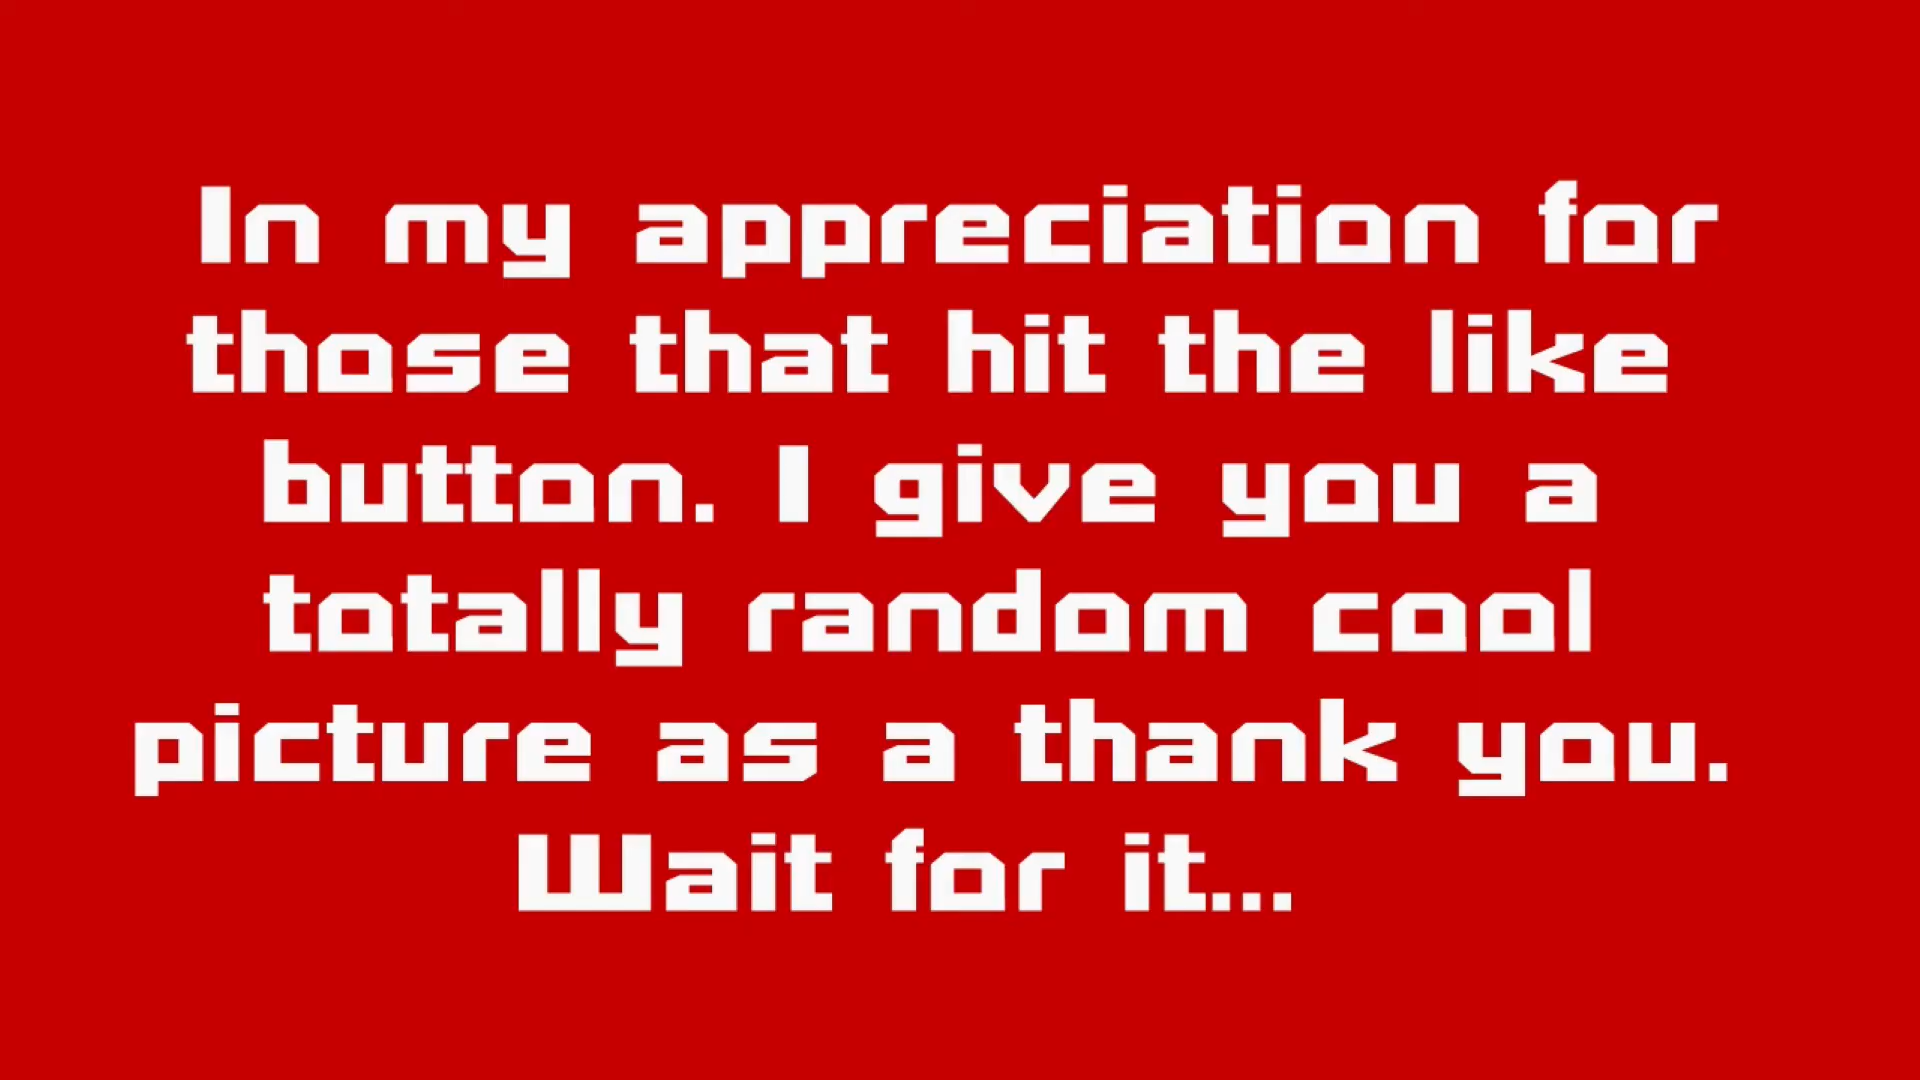 In my appreciation for
those that hit the like
button. I give you a
totally random cool
picture as a thank you.
Wait for it...